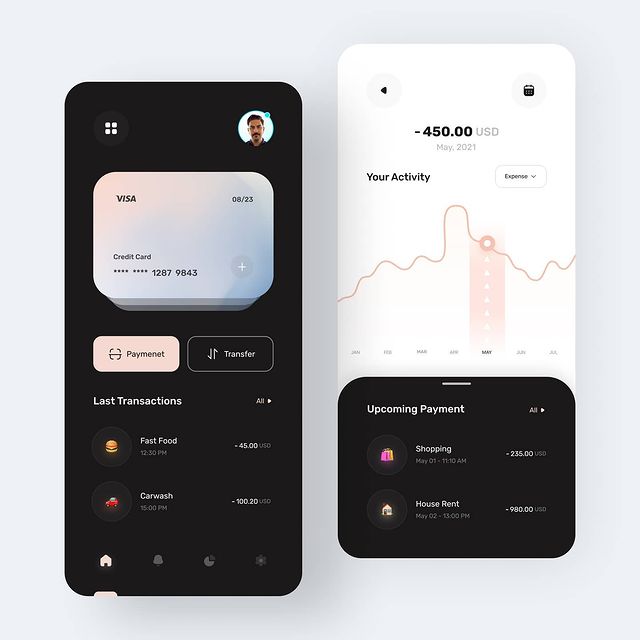 VISA
08/23
Credit Card
**** **** 1287 9843
Paymenet
Transfer
Last Transactions
All
Fast Food
12:30 PM
- 45.00 USD
Carwash
15:00 PM
- 100.20 USD
- 450.00 USD
May, 2021
Your Activity
Expense
JAN FEB MAR APR MAY JUN JUL
Upcoming Payment
All
Shopping
May 01 - 11:10 AM
- 235.00 USD
House Rent
May 02 - 13:00 PM
- 980.00 USD